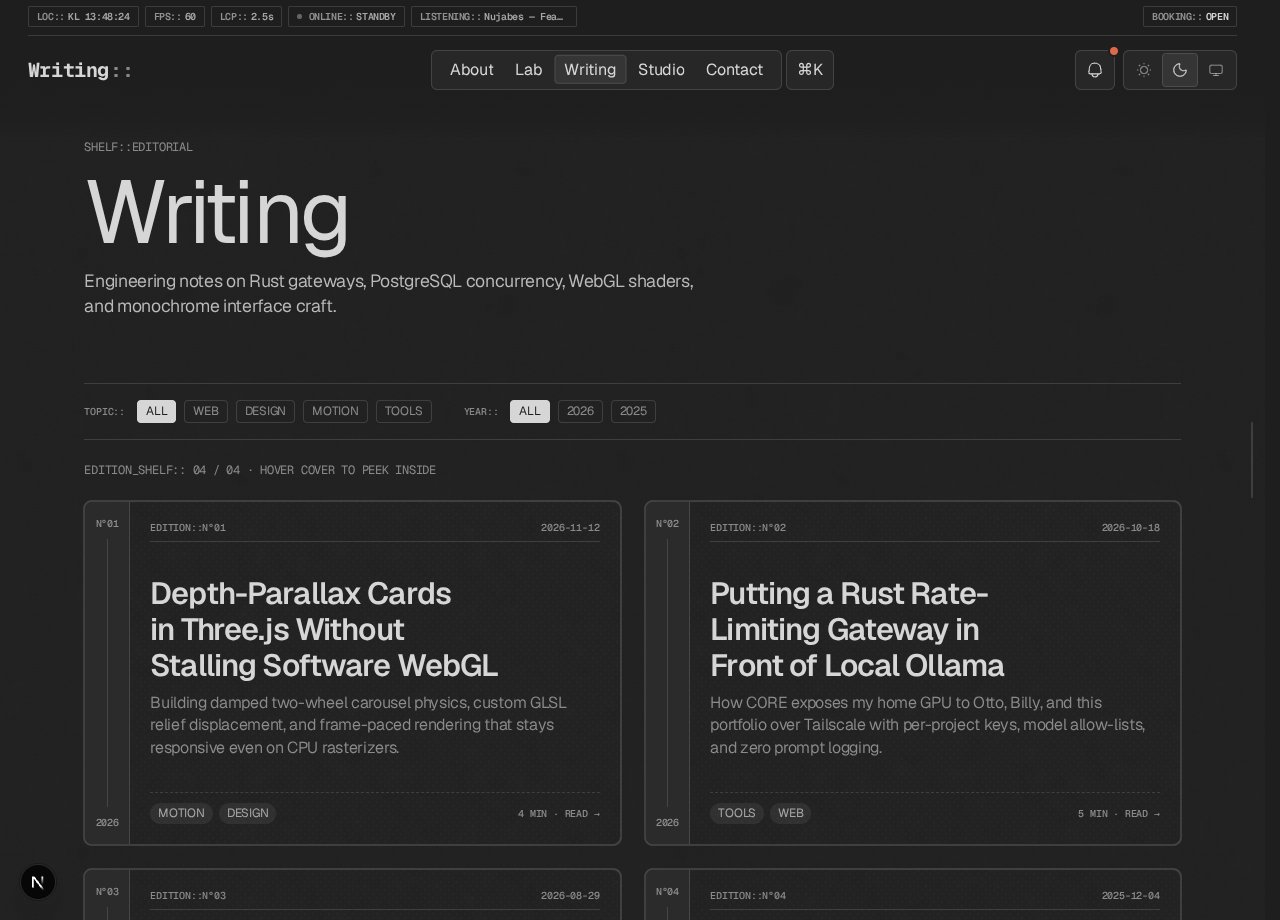 LOC:: KL 13:48:24 FPS:: 60 LCP:: 2.5s ONLINE:: STANDBY LISTENING:: Nujabes — Fea… BOOKING:: OPEN
Writing:: About Lab Writing Studio Contact ⌘K
SHELF::EDITORIAL
Writing
Engineering notes on Rust gateways, PostgreSQL concurrency, WebGL shaders,
and monochrome interface craft.
TOPIC:: ALL WEB DESIGN MOTION TOOLS YEAR:: ALL 2026 2025
EDITION_SHELF:: 04 / 04 · HOVER COVER TO PEEK INSIDE
N°01
EDITION::N°01 2026-11-12
Depth-Parallax Cards
in Three.js Without
Stalling Software WebGL
Building damped two-wheel carousel physics, custom GLSL
relief displacement, and frame-paced rendering that stays
responsive even on CPU rasterizers.
MOTION DESIGN 4 MIN · READ →
2026
N°02
EDITION::N°02 2026-10-18
Putting a Rust Rate-
Limiting Gateway in
Front of Local Ollama
How CORE exposes my home GPU to Otto, Billy, and this
portfolio over Tailscale with per-project keys, model allow-lists,
and zero prompt logging.
TOOLS WEB 5 MIN · READ →
2026
N°03
EDITION::N°03 2026-08-29
N°04
EDITION::N°04 2025-12-04
N